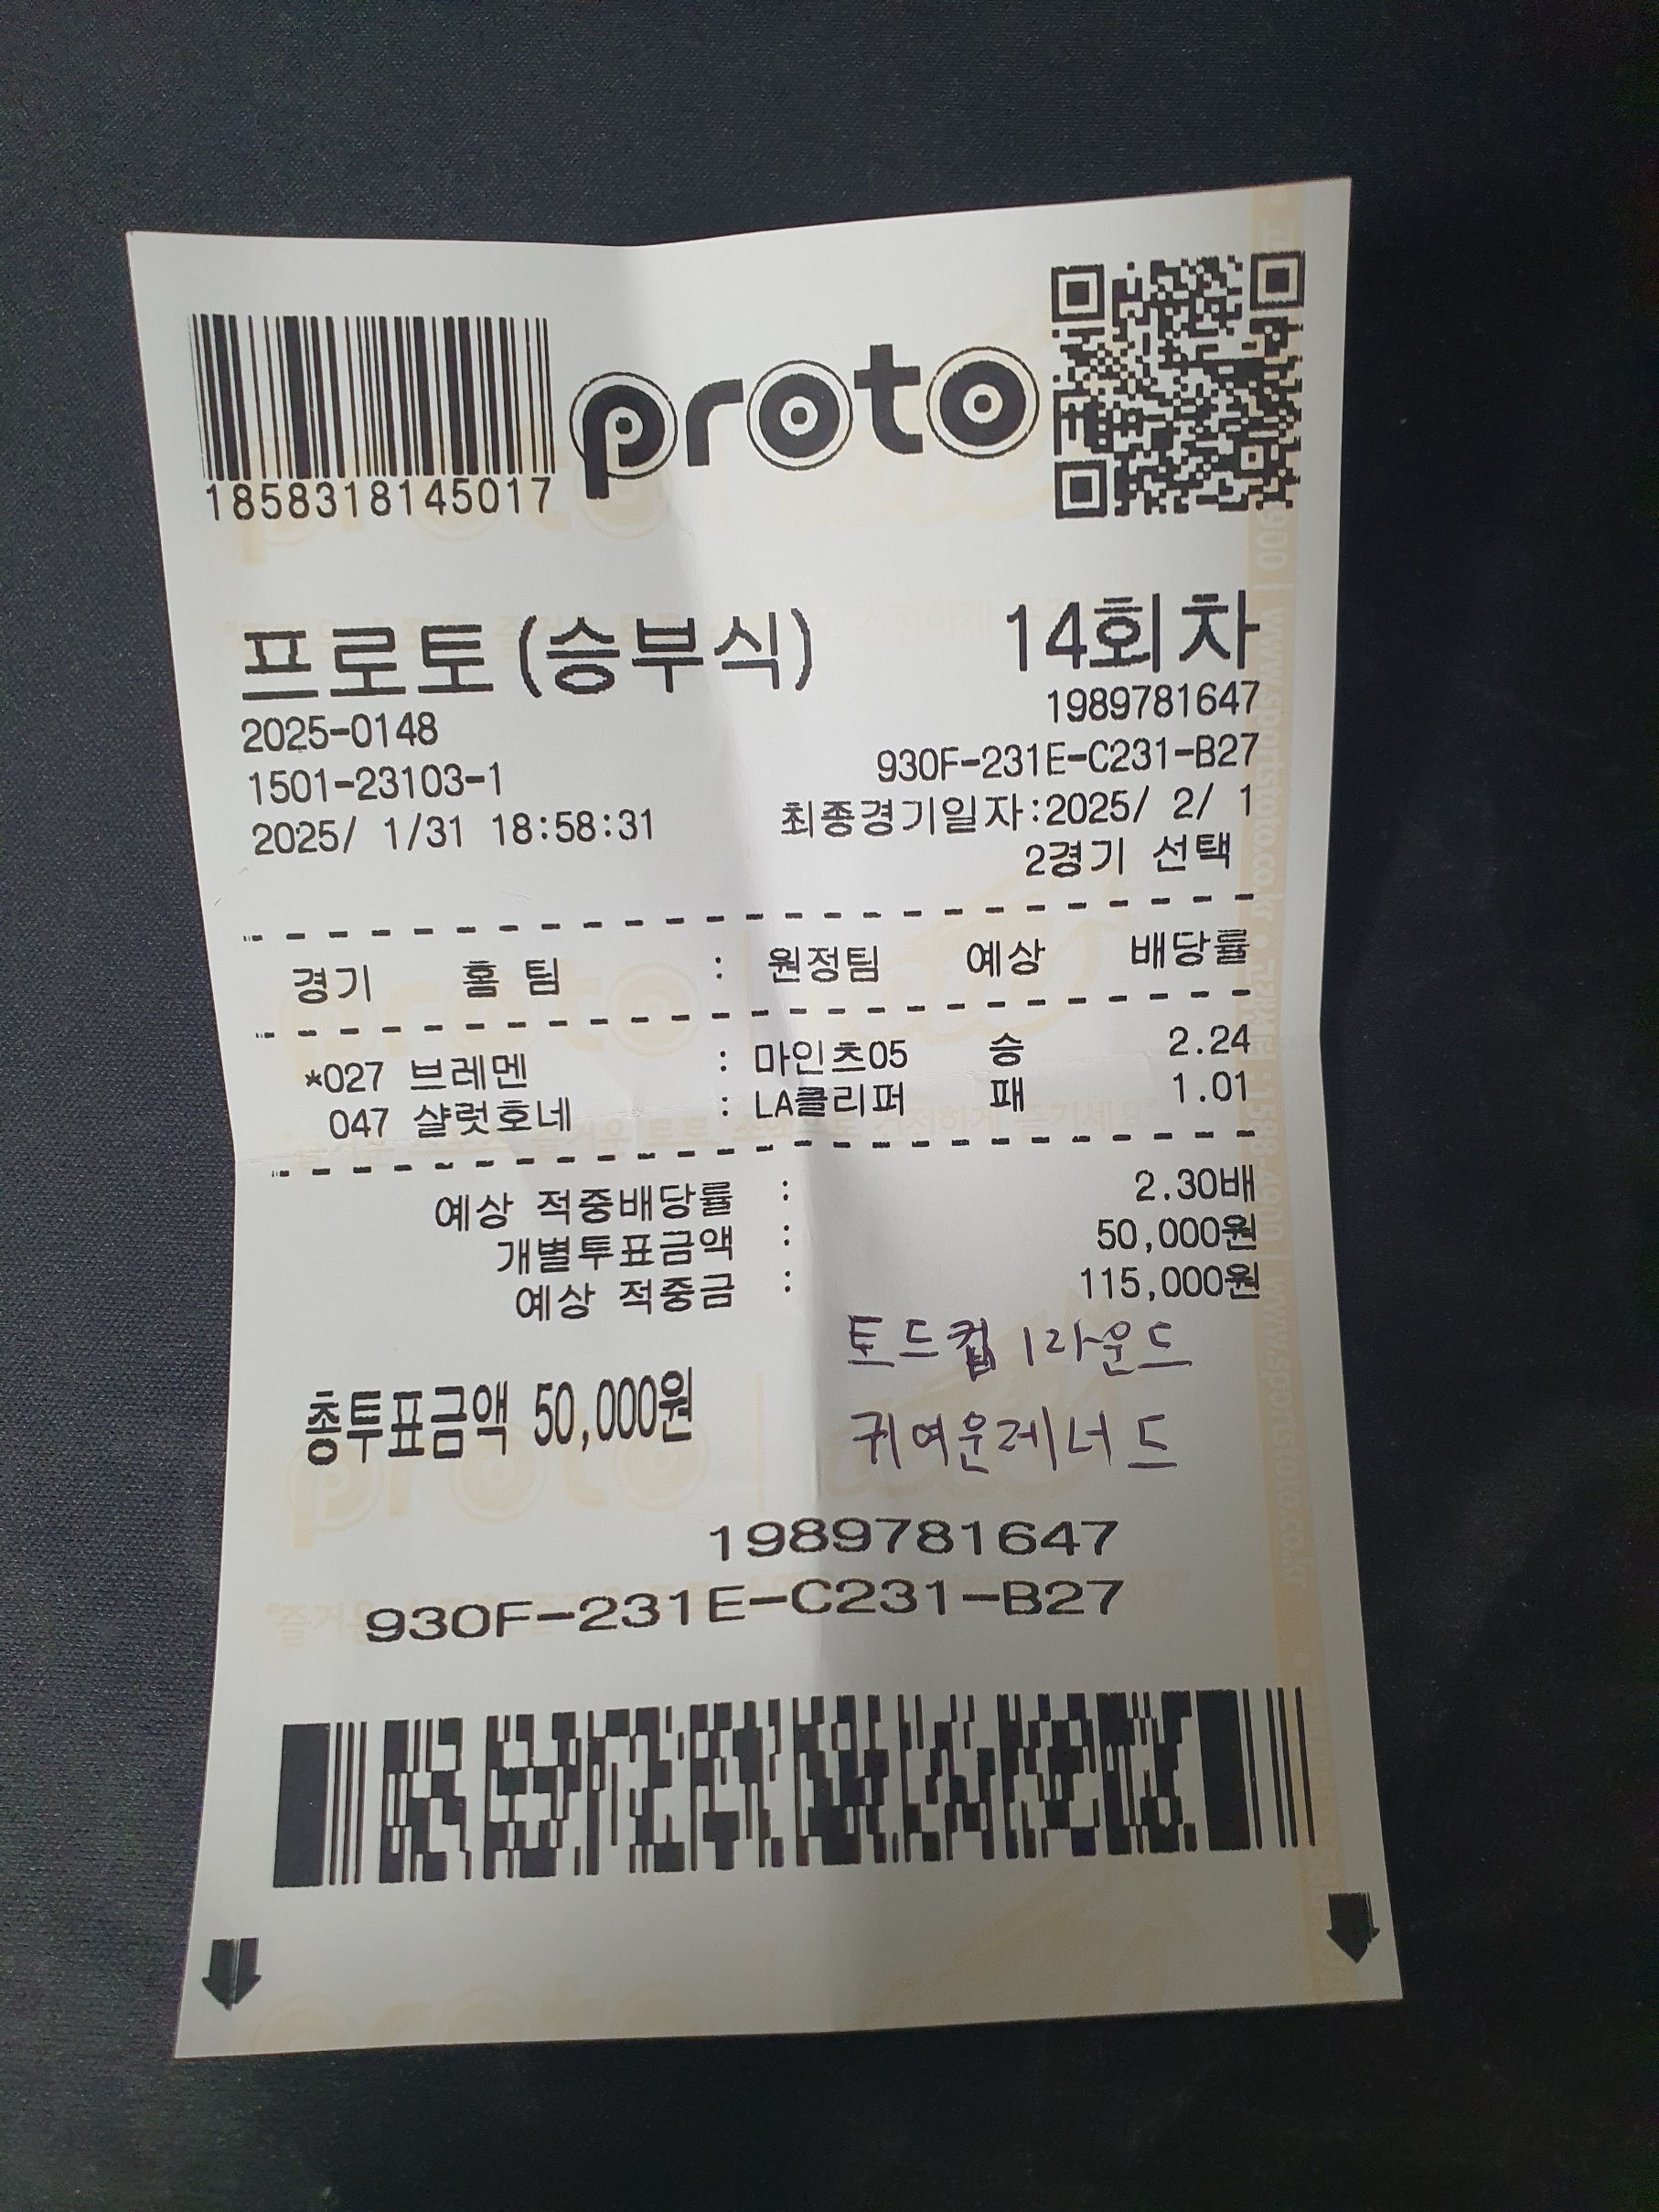 1858318145017
proto
프로토(승부식) 14회차
2025-0148 1989781647
1501-23103-1 930F-231E-C231-B27
2025/ 1/31 18:58:31 최종경기일자:2025/ 2/ 1
2경기 선택
경기 홈 팀 : 원정팀 예상 배당률
*027 브레멘 : 마인츠05 승 2.24
047 샬럿호네 : LA클리퍼 패 1.01
예상 적중배당률 : 2.30배
개별투표금액 : 50,000원
예상 적중금 : 115,000원
토드컵 1라운드
총투표금액 50,000원
귀여운레너드
1989781647
930F-231E-C231-B27